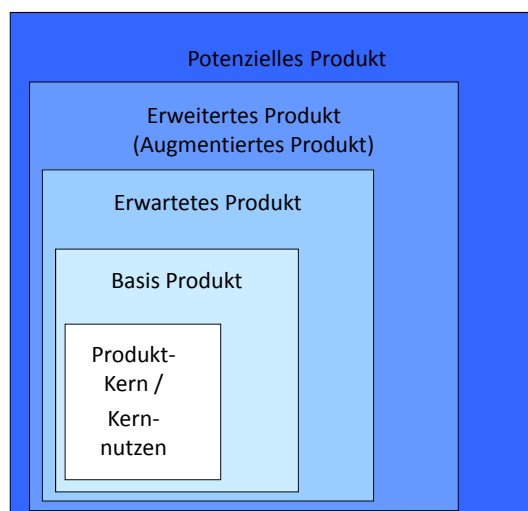 Potenzielles Produkt
Erweitertes Produkt
(Augmentiertes Produkt)
Erwartetes Produkt
Basis Produkt
Produkt-
Kern /
Kern-
nutzen